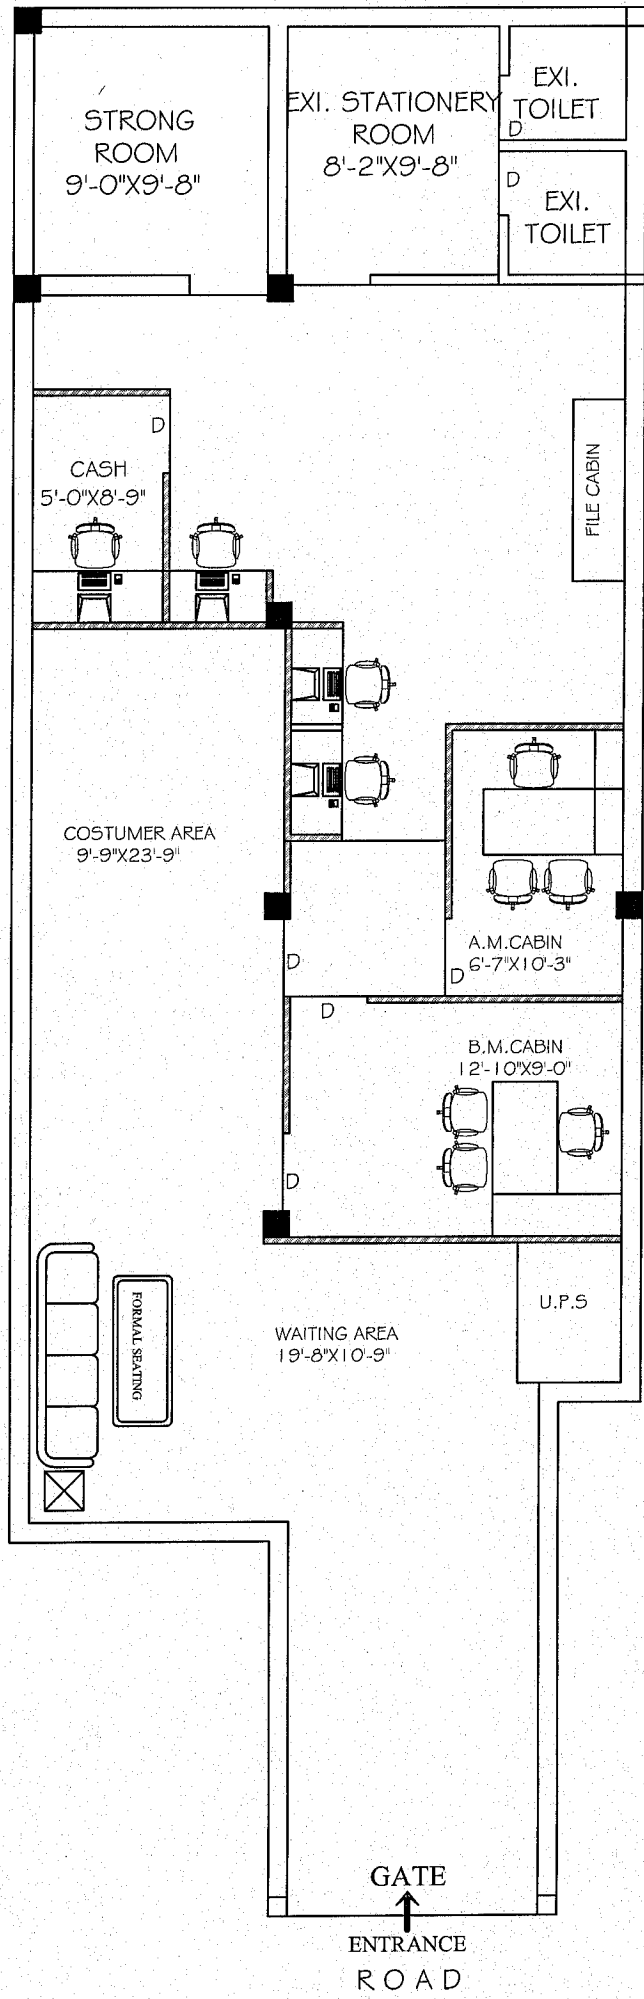 STRONG
ROOM
9'-0"X9'-8"
EXI. STATIONERY
ROOM
8'-2"X9'-8"
EXI.
TOILET
D
D
EXI.
TOILET
D
CASH
5'-0"X8'-9"
FILE CABIN
COSTUMER AREA
9'-9"X23'-9"
A.M.CABIN
6'-7"X10'-3"
D
D
D
B.M.CABIN
12'-10"X9'-0"
D
U.P.S
FORMAL SEATING
WAITING AREA
19'-8"X10'-9"
GATE
ENTRANCE
ROAD